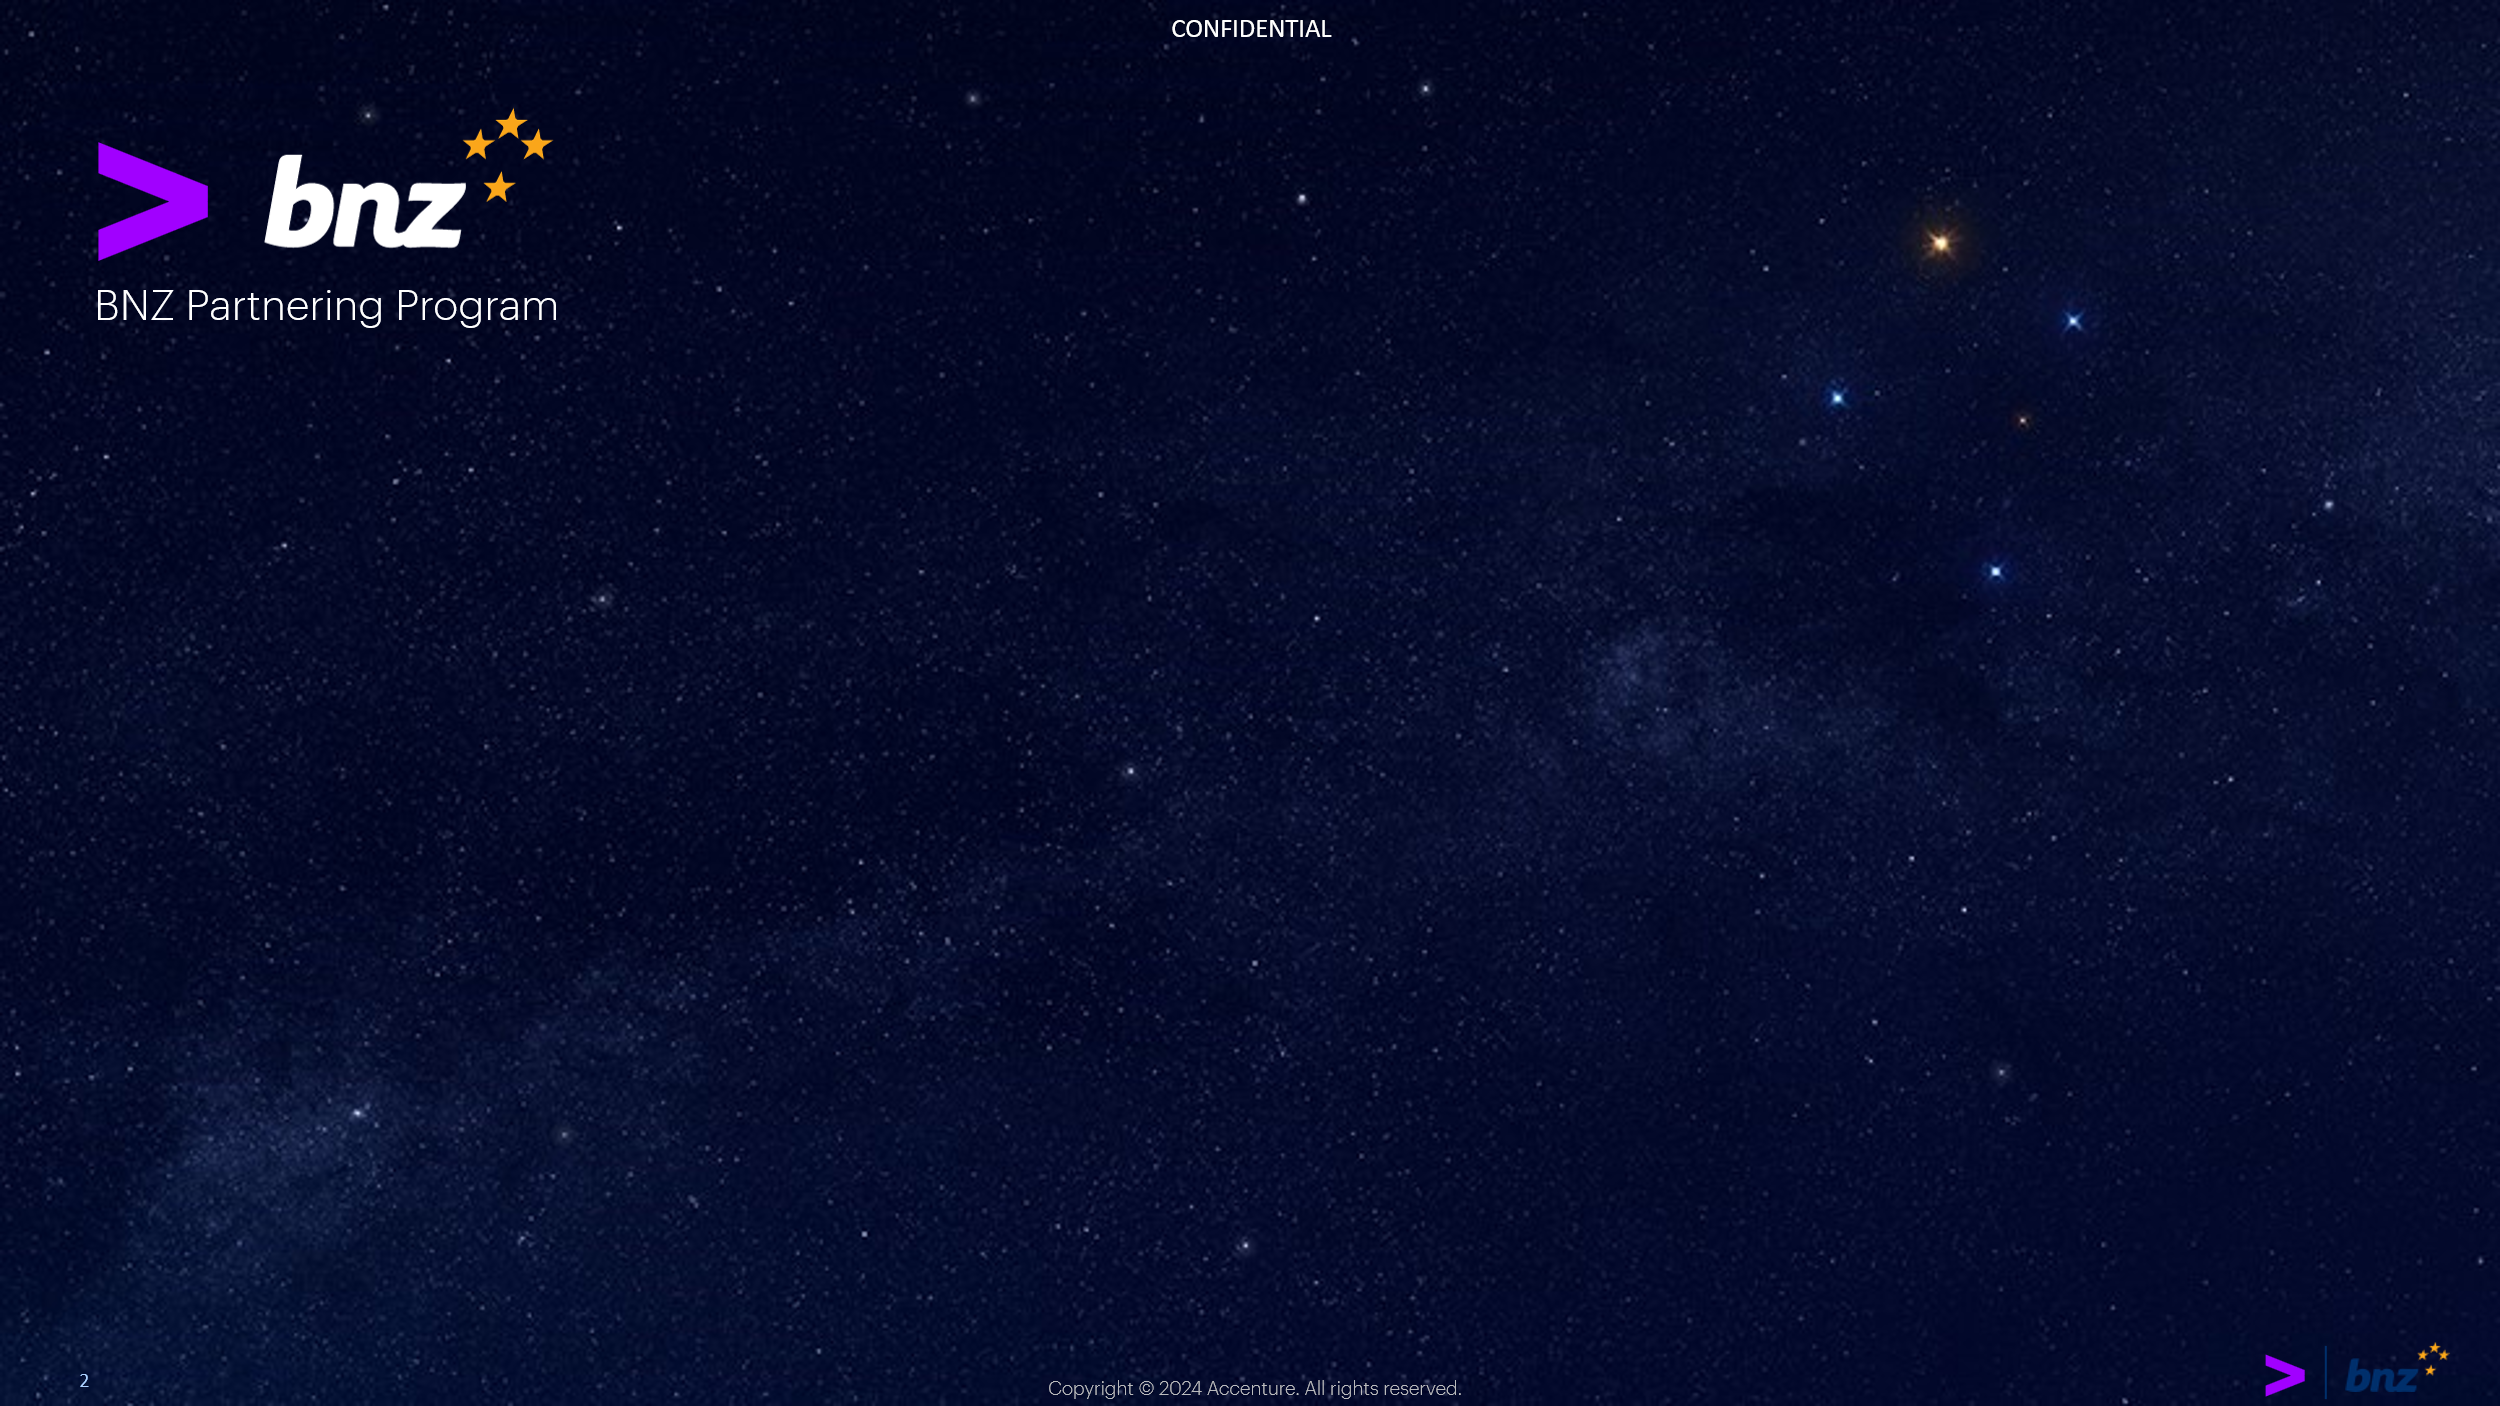 CONFIDENTIAL
> bnz
BNZ Partnering Program
2
Copyright © 2024 Accenture. All rights reserved.
> bnz